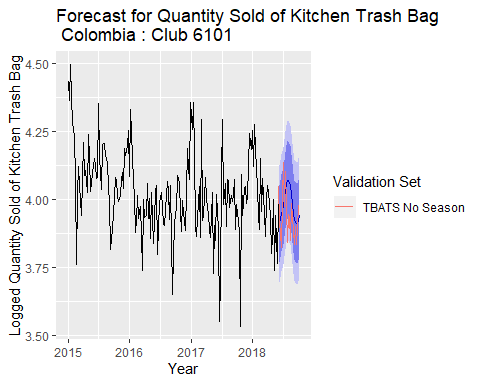 Forecast for Quantity Sold of Kitchen Trash Bag
Colombia : Club 6101
Logged Quantity Sold of Kitchen Trash Bag
4.50
4.25
4.00
3.75
3.50
2015
2016
2017
2018
Year
Validation Set
TBATS No Season